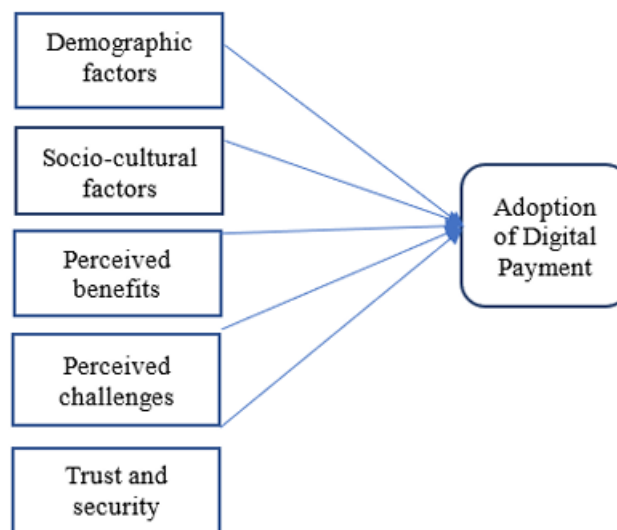 Demographic
factors
Socio-cultural
factors
Perceived
benefits
Perceived
challenges
Trust and
security
Adoption
of Digital
Payment